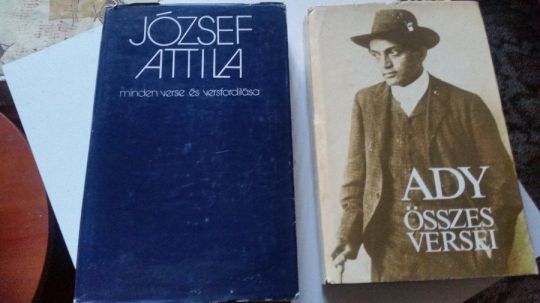 JÓZSEF
ATTILA
minden verse és versfordítása
ADY
ÖSSZES
VERSEI